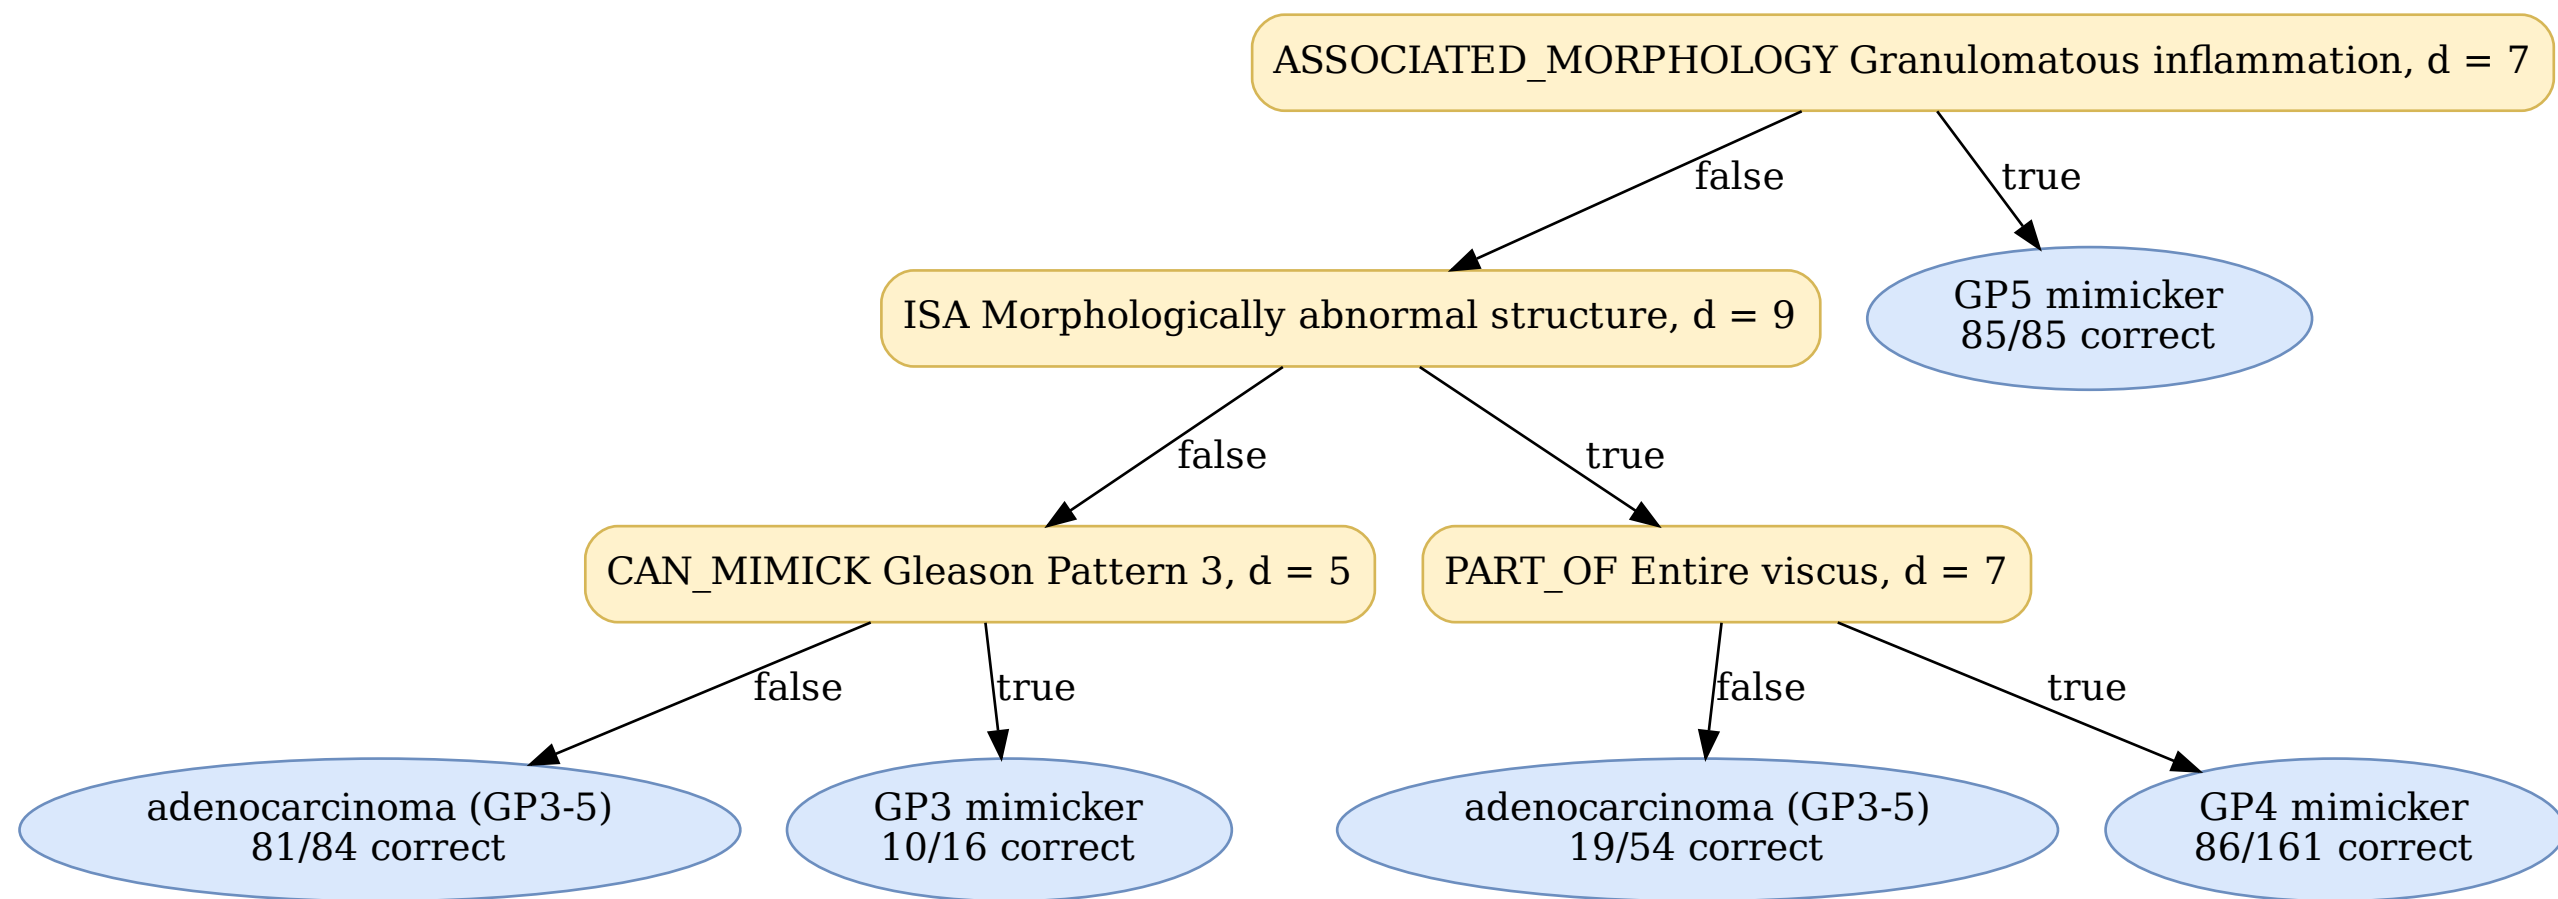 ASSOCIATED_MORPHOLOGY Granulomatous inflammation, d = 7
false
true
ISA Morphologically abnormal structure, d = 9
GP5 mimicker
85/85 correct
false
true
CAN_MIMICK Gleason Pattern 3, d = 5
PART_OF Entire viscus, d = 7
false
true
false
true
adenocarcinoma (GP3-5)
81/84 correct
GP3 mimicker
10/16 correct
adenocarcinoma (GP3-5)
19/54 correct
GP4 mimicker
86/161 correct